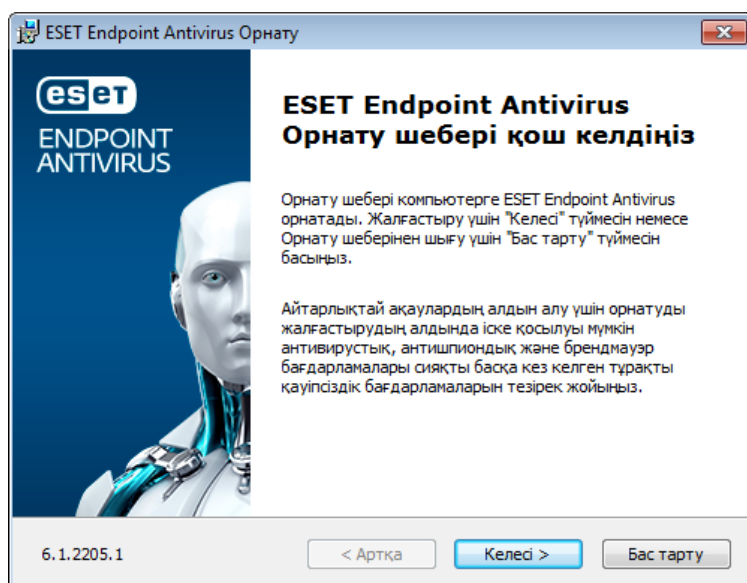 ESET Endpoint Antivirus Орнату
eset
ENDPOINT
ANTIVIRUS
ESET Endpoint Antivirus
Орнату шебері қош келдіңіз
Орнату шебері компьютерге ESET Endpoint Antivirus
орнатады. Жалғастыру үшін "Келесі" түймесін немесе
Орнату шеберінен шығу үшін "Бас тарту" түймесін
басыңыз.
Айтарлықтай ақаулардың алдын алу үшін орнатуды
жалғастырудың алдында іске қосылуы мүмкін
антивирустық, антишпиондық және брендмауэр
бағдарламалары сияқты басқа кез келген тұрақты
қауіпсіздік бағдарламаларын тезірек жойыңыз.
6.1.2205.1
< Артқа
Келесі >
Бас тарту